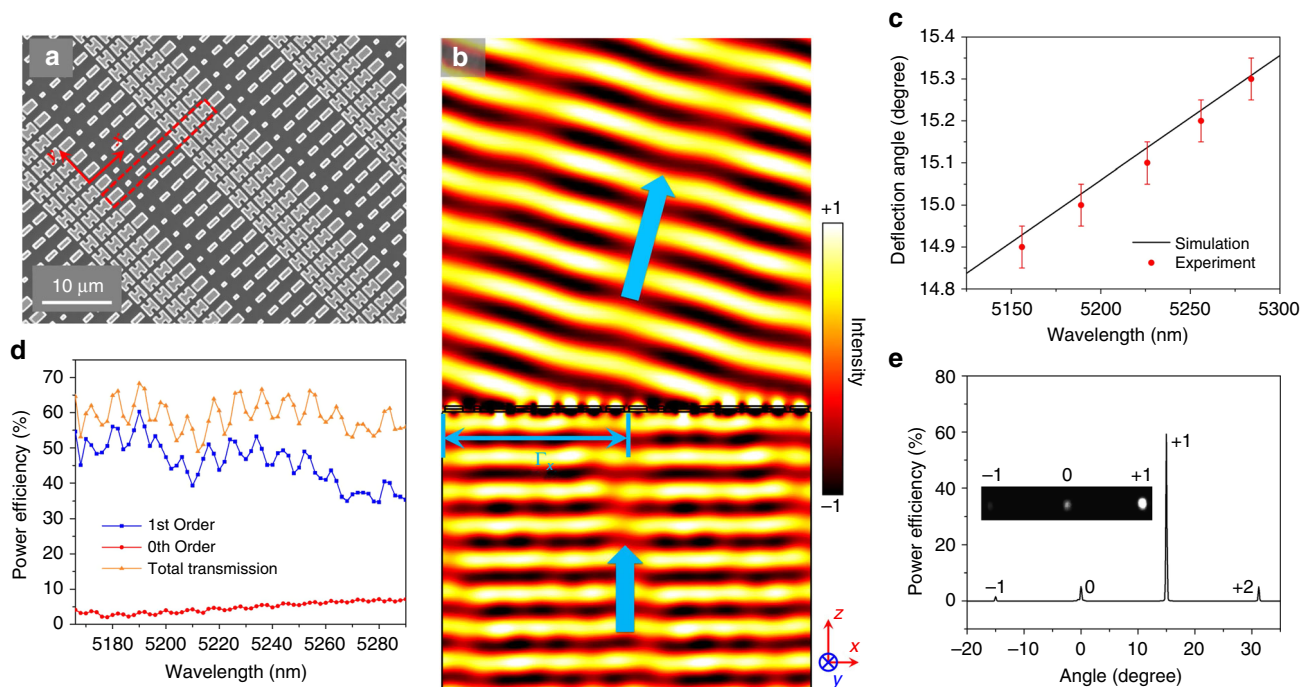 a
y
x
10 μm
b
Γx
z
x
y
+1
Intensity
−1
c
15.4
15.3
15.2
15.1
15.0
14.9
14.8
Deflection angle (degree)
Simulation
Experiment
5150 5200 5250 5300
Wavelength (nm)
d
70
60
50
40
30
20
10
0
Power efficiency (%)
1st Order
0th Order
Total transmission
5180 5200 5220 5240 5260 5280
Wavelength (nm)
e
80
60
40
20
0
Power efficiency (%)
−1 0 +1
+1
−1 0 +2
−20 −10 0 10 20 30
Angle (degree)